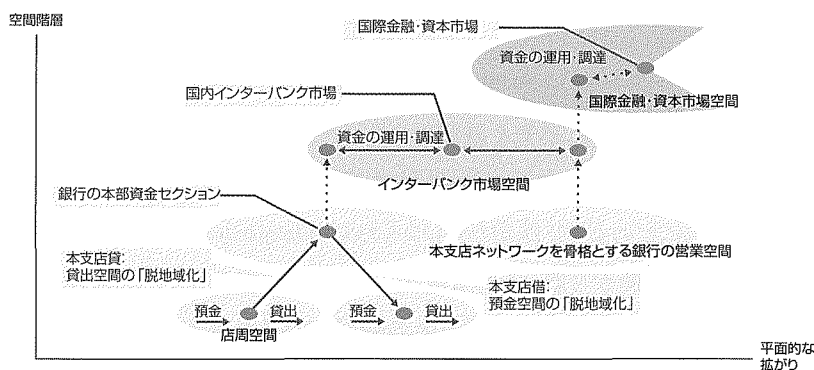 空間階層
国際金融・資本市場
資金の運用・調達
国際金融・資本市場空間
国内インターバンク市場
資金の運用・調達
インターバンク市場空間
銀行の本部資金セクション
本支店ネットワークを骨格とする銀行の営業空間
本支店貸:
貸出空間の「脱地域化」
本支店借:
預金空間の「脱地域化」
預金 貸出
店周空間
預金 貸出
平面的な
拡がり